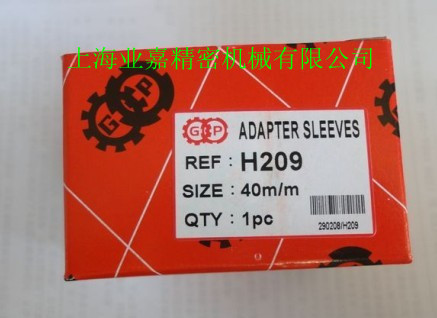 上海业嘉精密机械有限公司
GCP
GCP ADAPTER SLEEVES
REF : H209
SIZE : 40m/m
QTY : 1pc
290208/H209